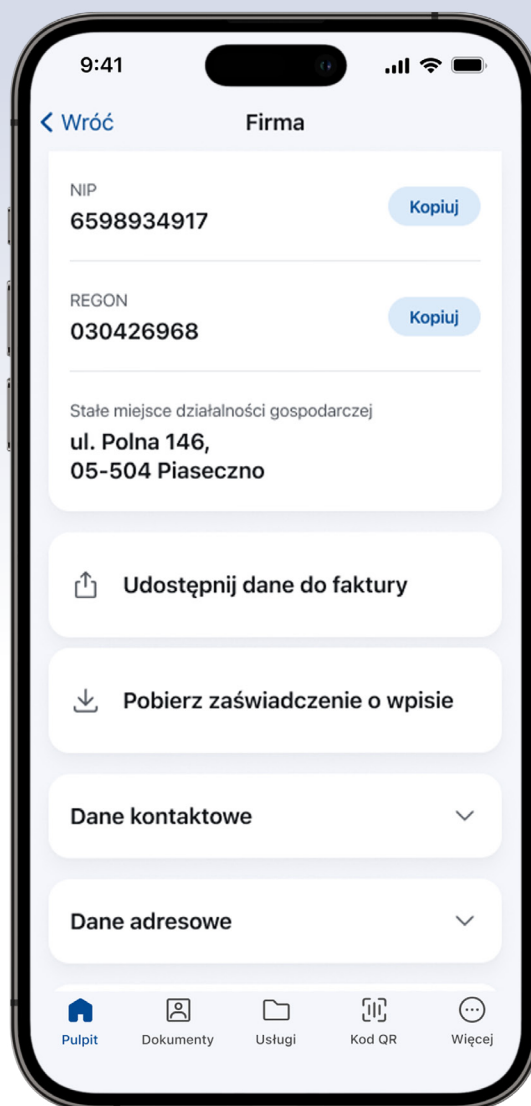 9:41
Wróć
Firma
NIP
6598934917
Kopiuj
REGON
030426968
Kopiuj
Stałe miejsce działalności gospodarczej
ul. Polna 146,
05-504 Piaseczno
Udostępnij dane do faktury
Pobierz zaświadczenie o wpisie
Dane kontaktowe
Dane adresowe
Pulpit
Dokumenty
Usługi
Kod QR
Więcej